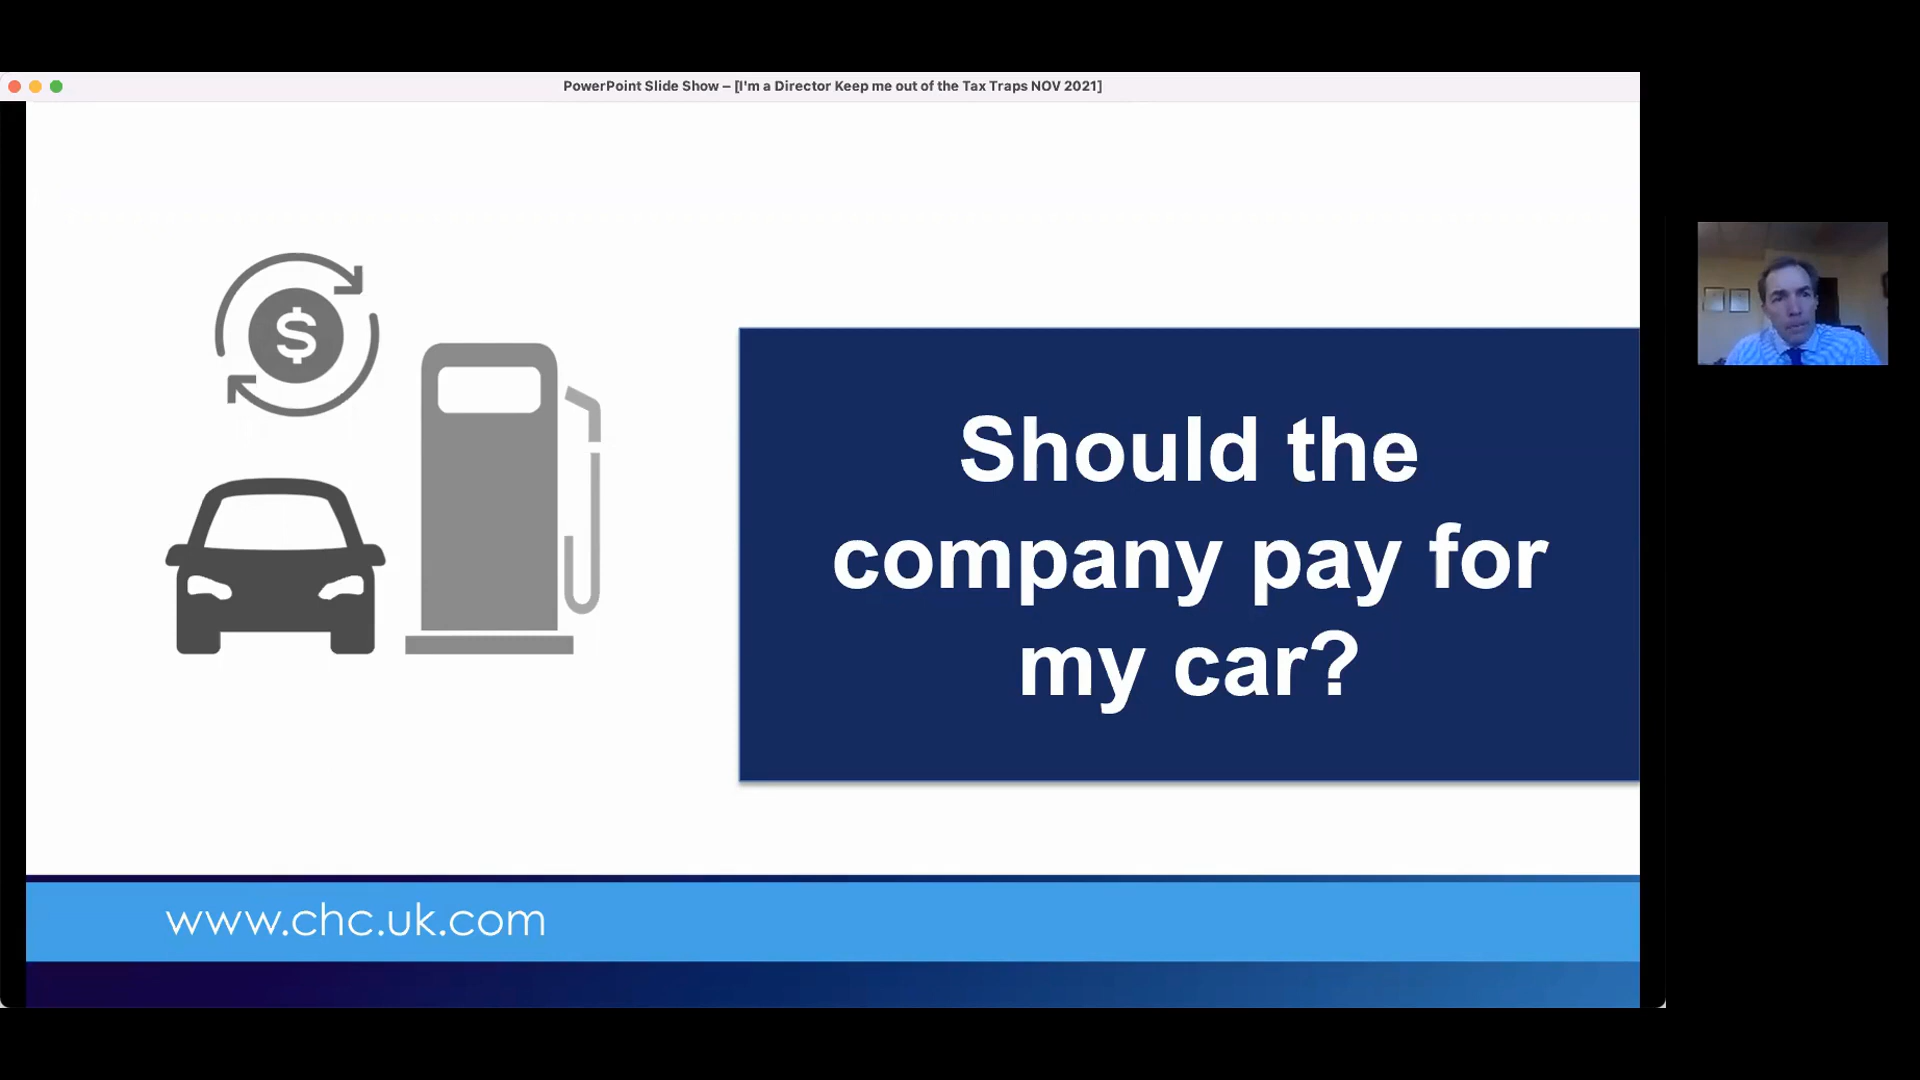 PowerPoint Slide Show – [I'm a Director Keep me out of the Tax Traps NOV 2021]
$
Should the
company pay for
my car?
www.chc.uk.com